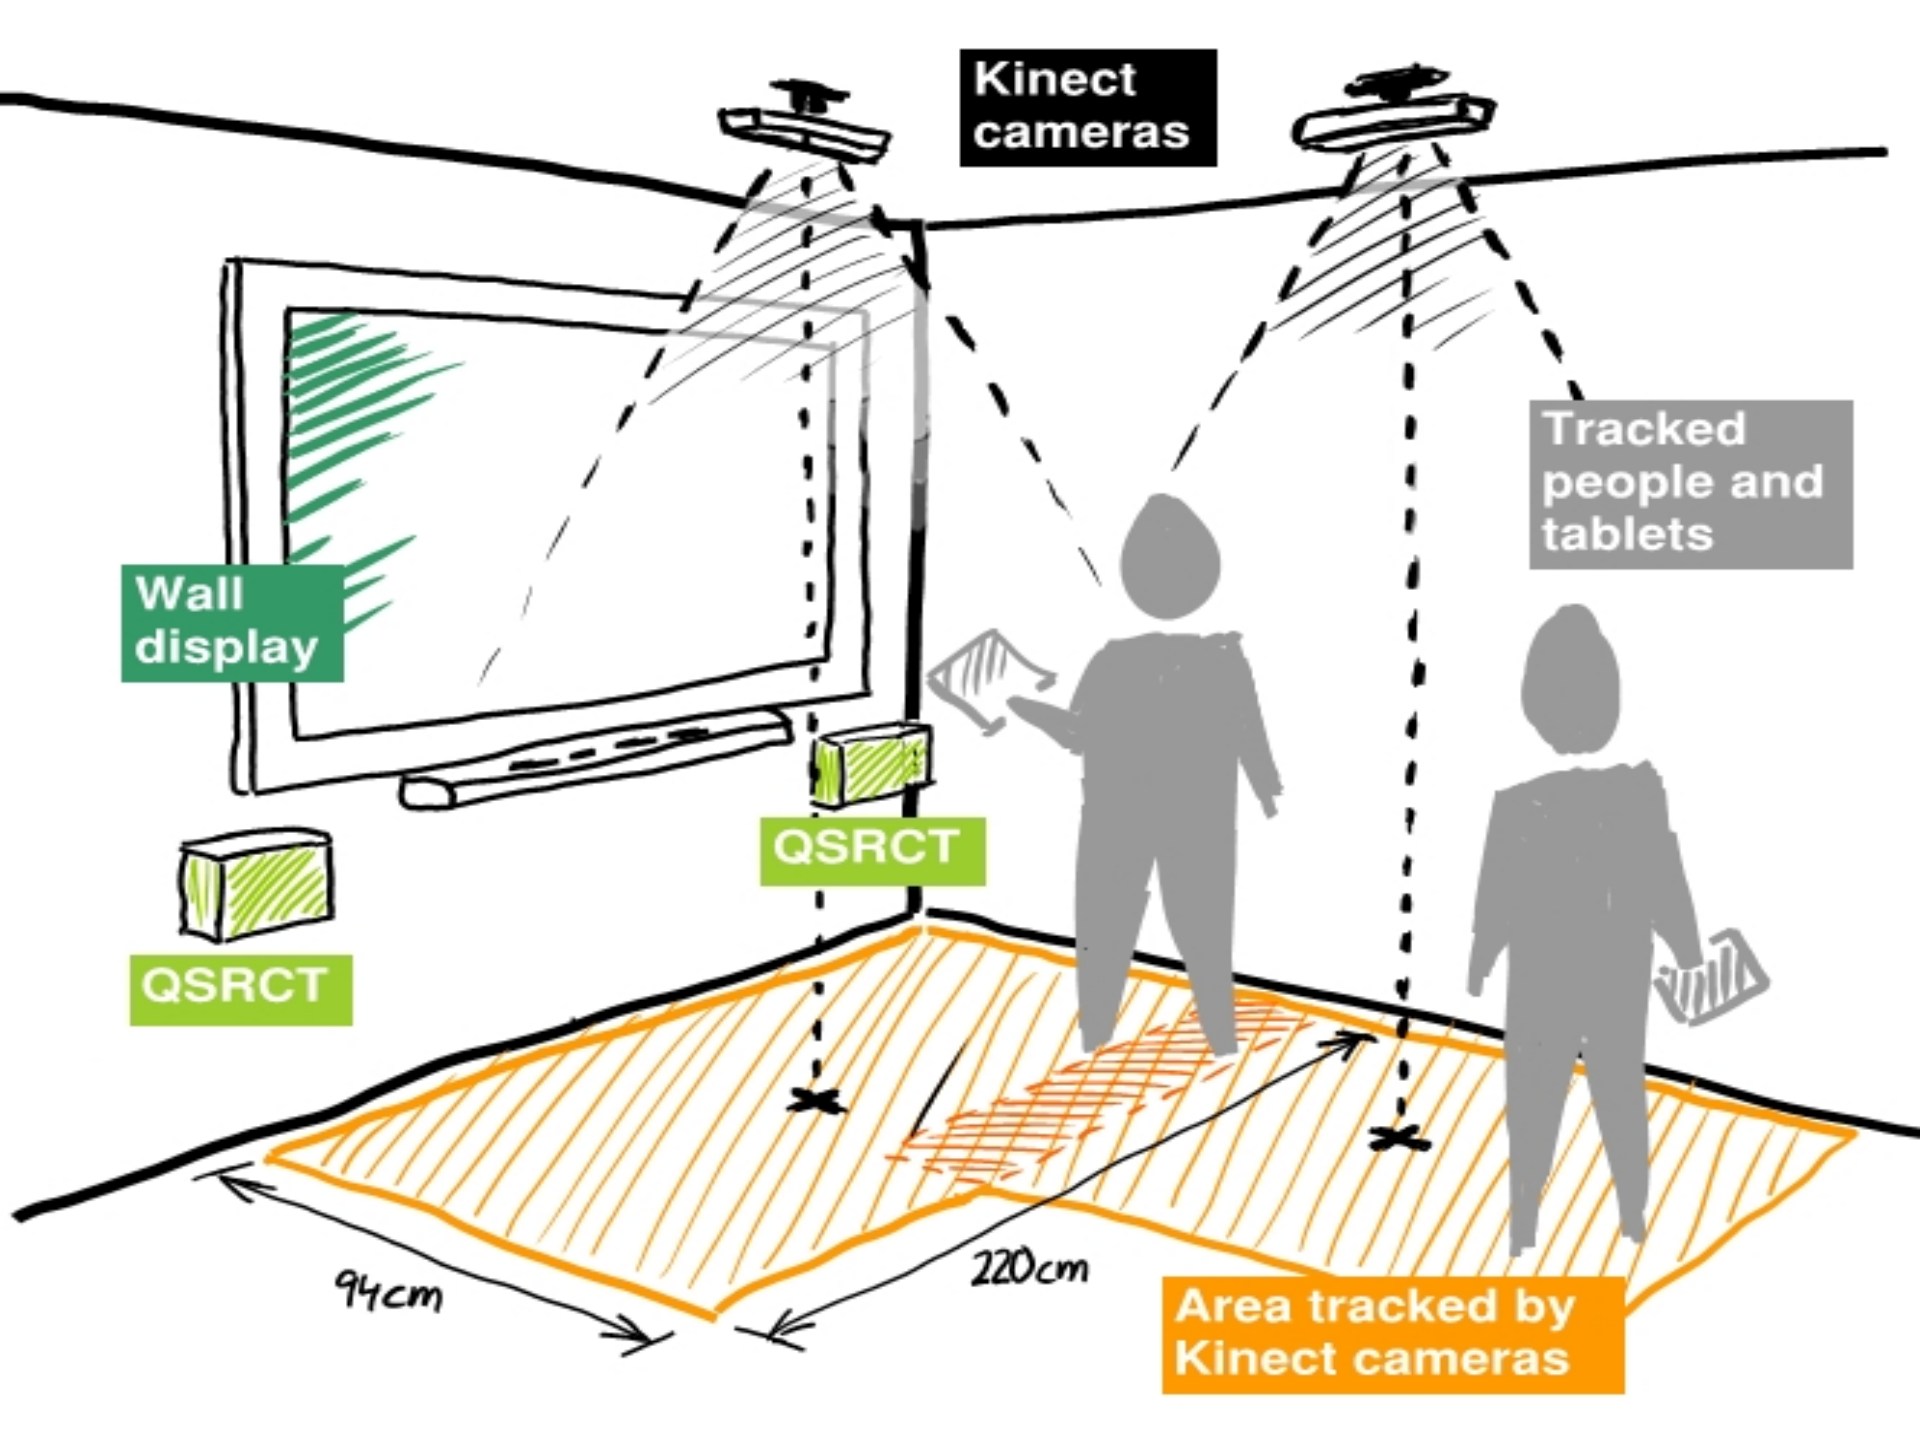 Kinect
cameras
Tracked
people and
tablets
Wall
display
QSRCT
QSRCT
94cm
220cm
Area tracked by
Kinect cameras